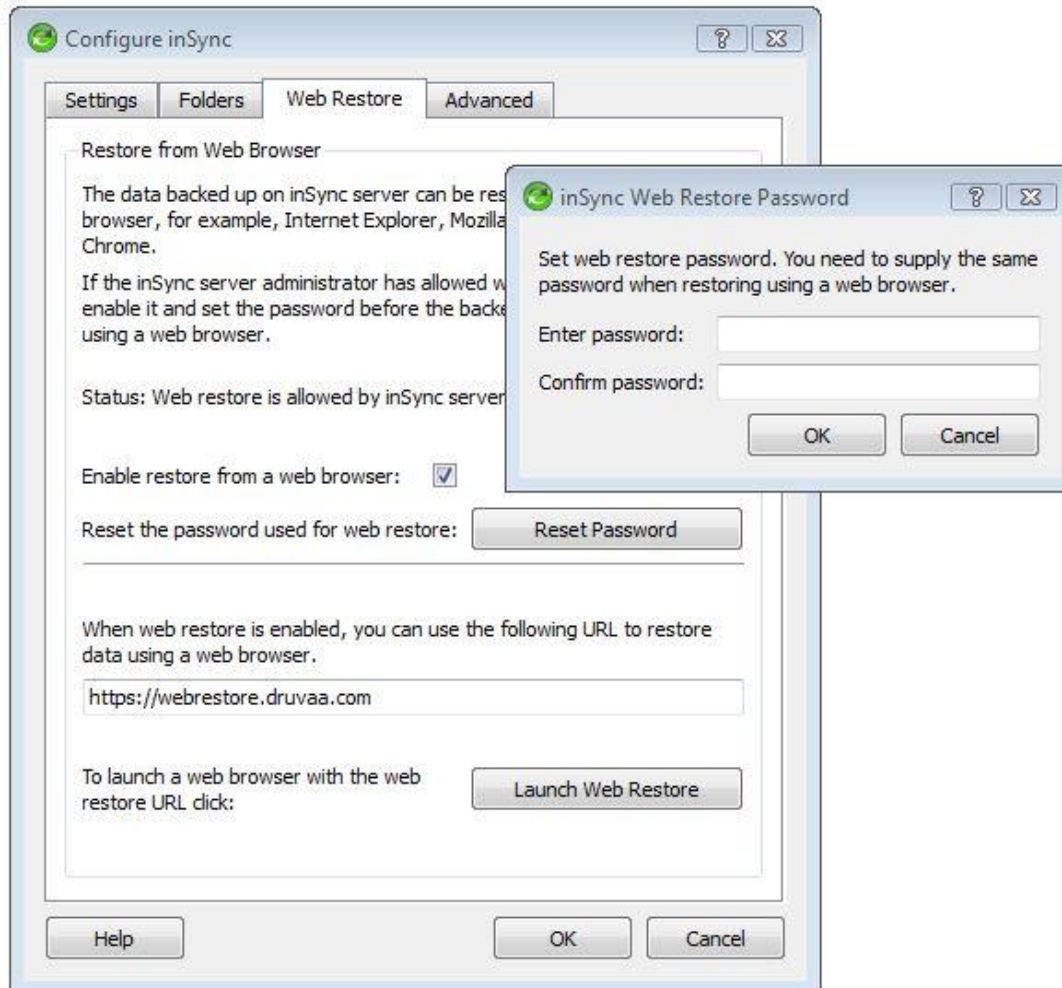 Configure inSync
Settings Folders Web Restore Advanced
Restore from Web Browser
The data backed up on inSync server can be
browser, for example, Internet Explorer,
Chrome.
If the inSync server administrator has allowed
enable it and set the password before the
using a web browser.
Status: Web restore is allowed by inSync server
Enable restore from a web browser:
Reset the password used for web restore: Reset Password
When web restore is enabled, you can use the following URL to restore
data using a web browser.
https://webrestore.druvaa.com
To launch a web browser with the web
restore URL click:
Launch Web Restore
Help OK Cancel
inSync Web Restore Password
Set web restore password. You need to supply the same
password when restoring using a web browser.
Enter password:
Confirm password:
OK Cancel